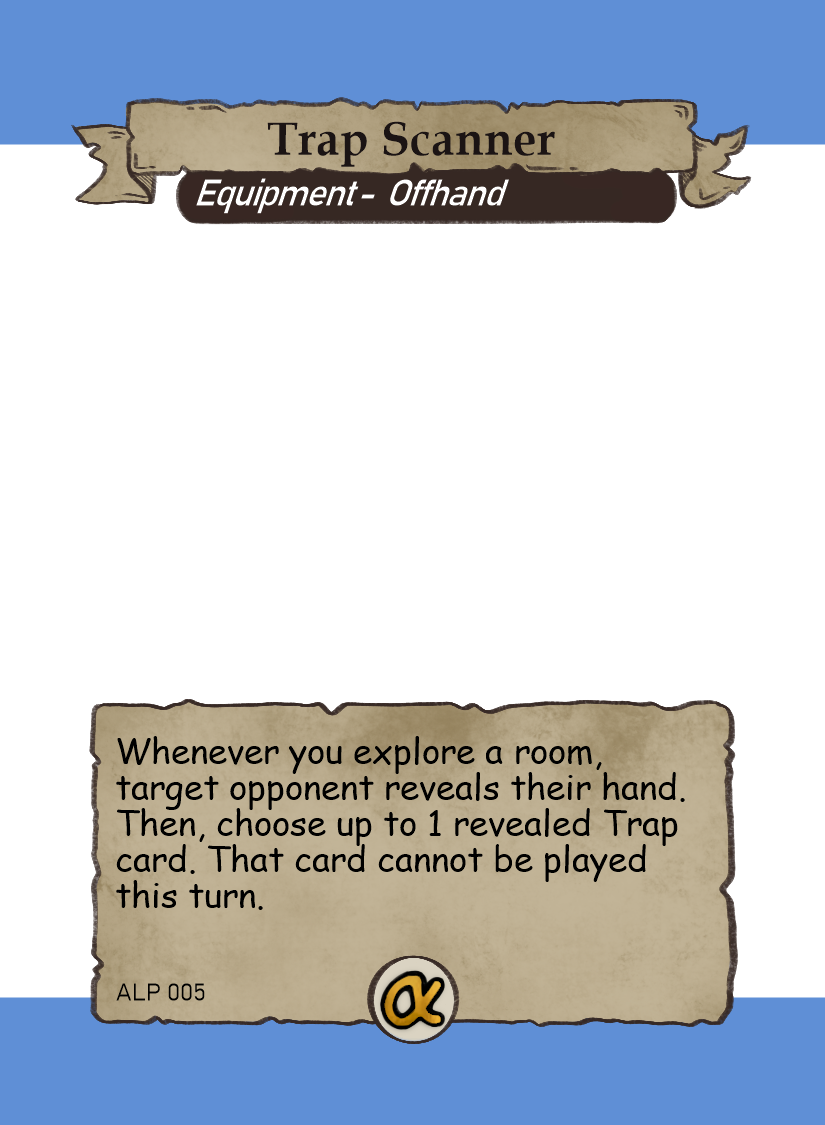 Trap Scanner
Equipment - Offhand
Whenever you explore a room,
target opponent reveals their hand.
Then, choose up to 1 revealed Trap
card. That card cannot be played
this turn.
ALP 005
α